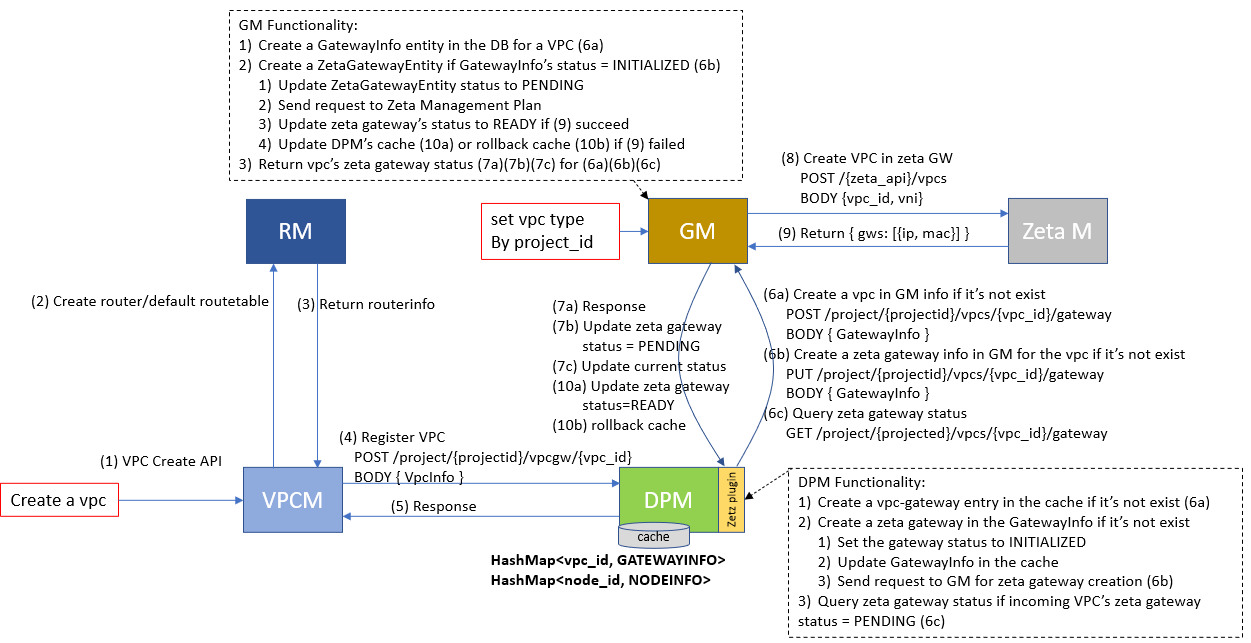 GM Functionality:
1) Create a GatewayInfo entity in the DB for a VPC (6a)
2) Create a ZetaGatewayEntity if GatewayInfo's status = INITIALIZED (6b)
1) Update ZetaGatewayEntity status to PENDING
2) Send request to Zeta Management Plan
3) Update zeta gateway's status to READY if (9) succeed
4) Update DPM's cache (10a) or rollback cache (10b) if (9) failed
3) Return vpc's zeta gateway status (7a)(7b)(7c) for (6a)(6b)(6c)
(8) Create VPC in zeta GW
POST /{zeta_api}/vpcs
BODY {vpc_id, vni}
RM
set vpc type
By project_id
GM
(9) Return { gws: [{ip, mac}] }
Zeta M
(2) Create router/default routetable
(3) Return routerinfo
(7a) Response
(7b) Update zeta gateway
status = PENDING
(7c) Update current status
(10a) Update zeta gateway
status=READY
(10b) rollback cache
(6a) Create a vpc in GM info if it's not exist
POST /project/{projectid}/vpcs/{vpc_id}/gateway
BODY { GatewayInfo }
(6b) Create a zeta gateway info in GM for the vpc if it's not exist
PUT /project/{projectid}/vpcs/{vpc_id}/gateway
BODY { GatewayInfo }
(6c) Query zeta gateway status
GET /project/{projected}/vpcs/{vpc_id}/gateway
(1) VPC Create API
(4) Register VPC
POST /project/{projectid}/vpcgw/{vpc_id}
BODY { VpcInfo }
Create a vpc
VPCM
(5) Response
DPM
Zetz plugin
cache
HashMap<vpc_id, GATEWAYINFO>
HashMap<node_id, NODEINFO>
DPM Functionality:
1) Create a vpc-gateway entry in the cache if it's not exist (6a)
2) Create a zeta gateway in the GatewayInfo if it's not exist
1) Set the gateway status to INITIALIZED
2) Update GatewayInfo in the cache
3) Send request to GM for zeta gateway creation (6b)
3) Query zeta gateway status if incoming VPC's zeta gateway
status = PENDING (6c)